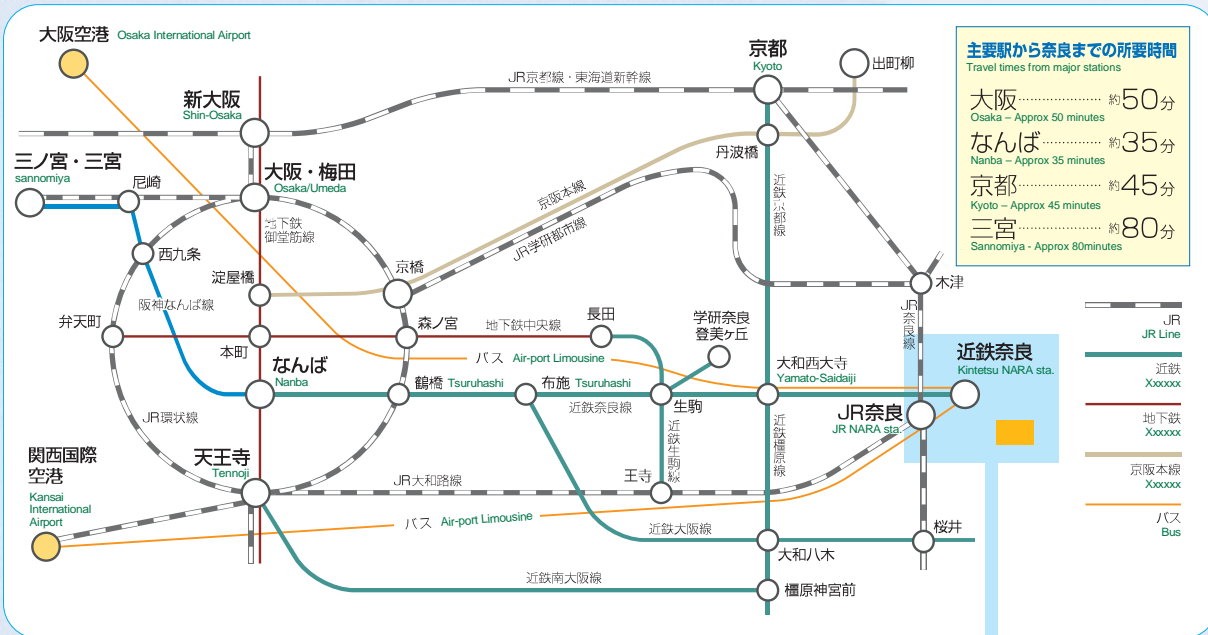 大阪空港 Osaka International Airport
新大阪
Shin-Osaka
JR京都線・東海道新幹線
京都
Kyoto
出町柳
主要駅から奈良までの所要時間
Travel times from major stations
大阪 約50分
Osaka – Approx 50 minutes
なんば 約35分
Nanba – Approx 35 minutes
京都 約45分
Kyoto – Approx 45 minutes
三宮 約80分
Sannomiya - Approx 80minutes
三ノ宮・三宮
sannomiya
尼崎
大阪・梅田
Osaka/Umeda
地下鉄
御堂筋線
丹波橋
近鉄京都線
京阪本線
JR学研都市線
西九条
淀屋橋
京橋
木津
JR奈良線
阪神なんば線
弁天町
本町
森ノ宮
地下鉄中央線
長田
学研奈良
登美ヶ丘
バス Air-port Limousine
なんば
Nanba
鶴橋 Tsuruhashi
布施 Tsuruhashi
近鉄奈良線
生駒
大和西大寺
Yamato-Saidaiji
近鉄奈良
Kintetsu NARA sta.
JR奈良
JR NARA sta.
JR環状線
近鉄生駒線
近鉄橿原線
天王寺
Tennoji
JR大和路線
王寺
関西国際
空港
Kansai
International
Airport
バス Air-port Limousine
近鉄大阪線
大和八木
桜井
近鉄南大阪線
橿原神宮前
JR
JR Line
近鉄
Xxxxxx
地下鉄
Xxxxxx
京阪本線
Xxxxxx
バス
Bus